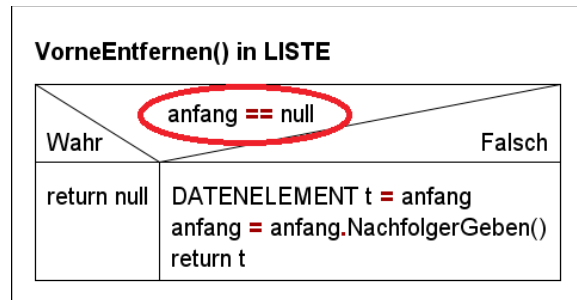 VorneEntfernen() in LISTE
anfang == null
Wahr
Falsch
return null
DATENELEMENT t = anfang
anfang = anfang.NachfolgerGeben()
return t